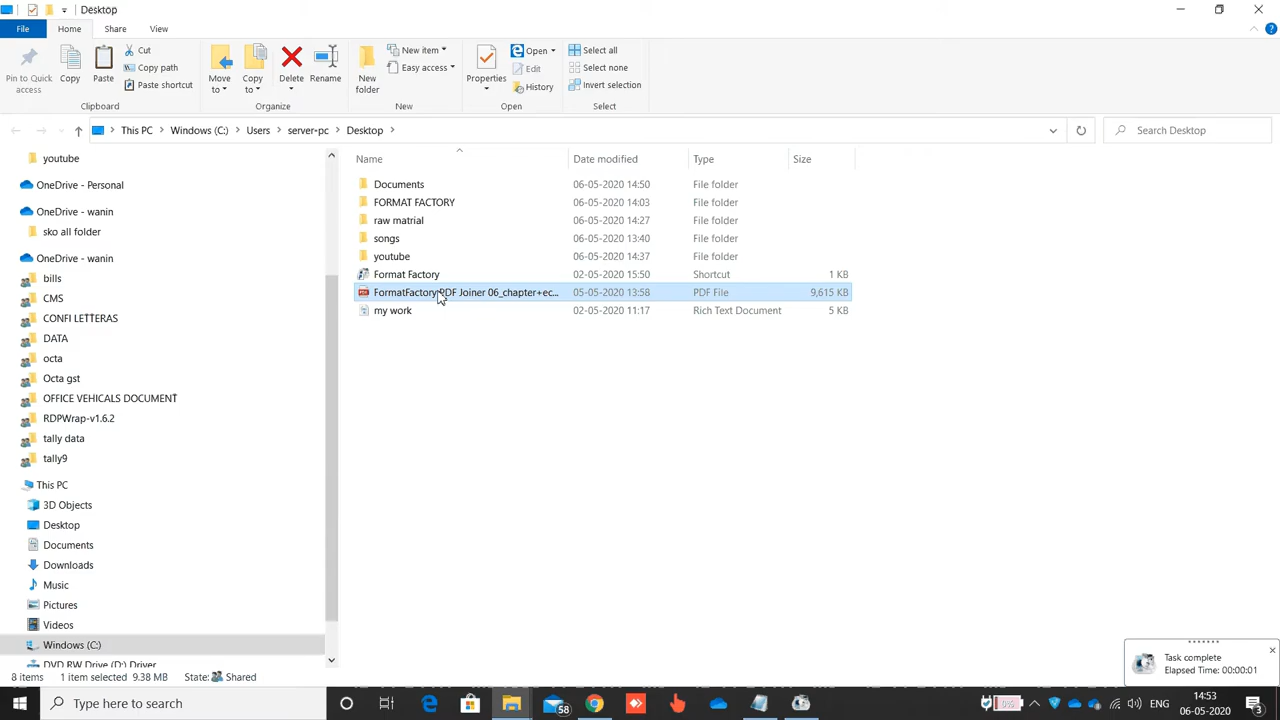 Desktop
File
Home
Share
View
Pin to Quick access
Copy
Paste
Cut
Copy path
Paste shortcut
Clipboard
Move to
Copy to
Delete
Rename
Organize
New folder
New item
Easy access
New
Properties
Open
Edit
History
Open
Select all
Select none
Invert selection
Select
This PC > Windows (C:) > Users > server-pc > Desktop >
Search Desktop
Name Date modified Type Size
Documents 06-05-2020 14:50 File folder
FORMAT FACTORY 06-05-2020 14:03 File folder
raw matrial 06-05-2020 14:27 File folder
songs 06-05-2020 13:40 File folder
youtube 06-05-2020 14:37 File folder
Format Factory 02-05-2020 15:50 Shortcut 1 KB
FormatFactoryPDF Joiner 06_chapter+ec... 05-05-2020 13:58 PDF File 9,615 KB
my work 02-05-2020 11:17 Rich Text Document 5 KB
youtube
OneDrive - Personal
OneDrive - wanin
sko all folder
OneDrive - wanin
bills
CMS
CONFI LETTERAS
DATA
octa
Octa gst
OFFICE VEHICALS DOCUMENT
RDPWrap-v1.6.2
tally data
tally9
This PC
3D Objects
Desktop
Documents
Downloads
Music
Pictures
Videos
Windows (C:)
DVD RW Drive (D:) Driver
8 items 1 item selected 9.38 MB State: Shared
Task complete
Elapsed Time: 00:00:01
Type here to search
58
0%
ENG
14:53
06-05-2020
3